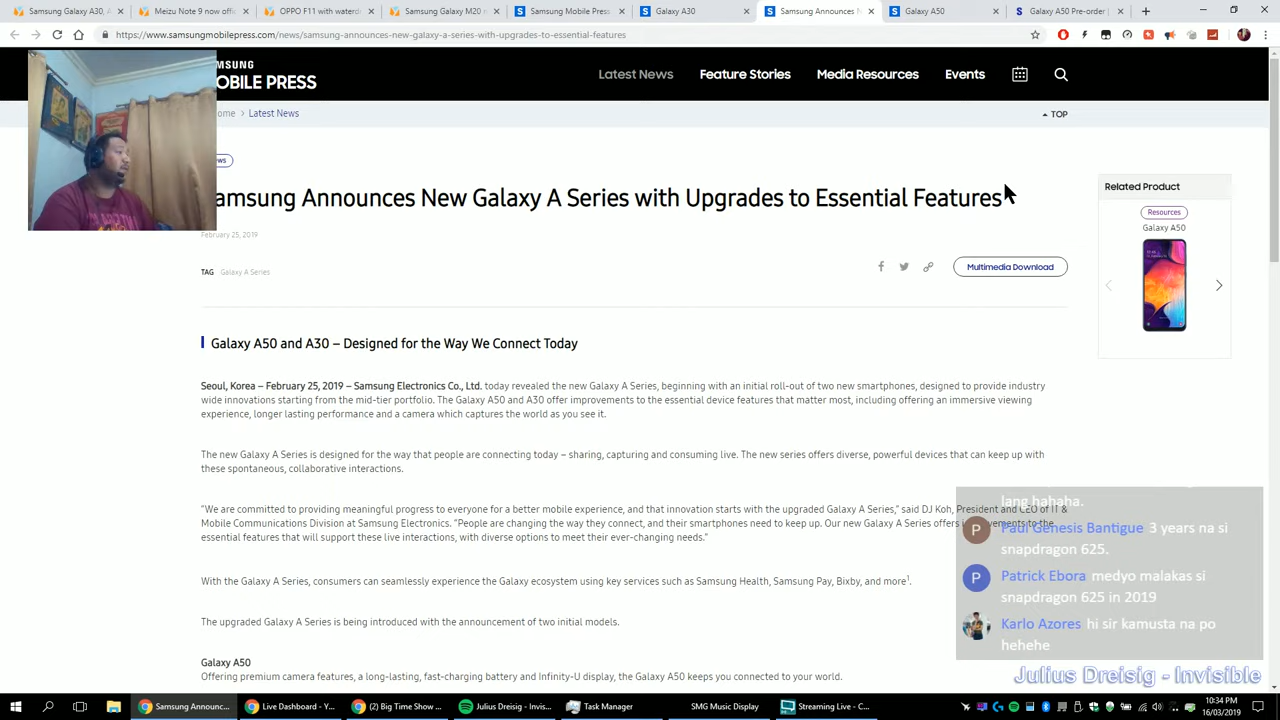 Samsung Galaxy A30, A
Meizu Note 9 now offi
OPPO F11 with waterd
Samsung Galaxy M20 r
Samsung Mobile Press
Galaxy A30
Samsung Announces N
Galaxy A50
Galaxy A50 Pre-order |
https://www.samsungmobilepress.com/news/samsung-announces-new-galaxy-a-series-with-upgrades-to-essential-features
MSUNG
OBILE PRESS
Latest News
Feature Stories
Media Resources
Events
ome > Latest News
TOP
ews
amsung Announces New Galaxy A Series with Upgrades to Essential Features
February 25, 2019
TAG Galaxy A Series
Multimedia Download
Related Product
Resources
Galaxy A50
Galaxy A50 and A30 – Designed for the Way We Connect Today
Seoul, Korea – February 25, 2019 – Samsung Electronics Co., Ltd. today revealed the new Galaxy A Series, beginning with an initial roll-out of two new smartphones, designed to provide industry
wide innovations starting from the mid-tier portfolio. The Galaxy A50 and A30 offer improvements to the essential device features that matter most, including offering an immersive viewing
experience, longer lasting performance and a camera which captures the world as you see it.
The new Galaxy A Series is designed for the way that people are connecting today – sharing, capturing and consuming live. The new series offers diverse, powerful devices that can keep up with
these spontaneous, collaborative interactions.
"We are committed to providing meaningful progress to everyone for a better mobile experience, and that innovation starts with the upgraded Galaxy A Series," said DJ Koh, President and CEO of IT &
Mobile Communications Division at Samsung Electronics. "People are changing the way they connect, and their smartphones need to keep up. Our new Galaxy A Series offers to the
essential features that will support these live interactions, with diverse options to meet their ever-changing needs."
With the Galaxy A Series, consumers can seamlessly experience the Galaxy ecosystem using key services such as Samsung Health, Samsung Pay, Bixby, and more1.
The upgraded Galaxy A Series is being introduced with the announcement of two initial models.
Galaxy A50
Offering premium camera features, a long-lasting, fast-charging battery and Infinity-U display, the Galaxy A50 keeps you connected to your world.
lang hahaha.
P Paul Genesis Bantigue 3 years na si
snapdragon 625.
P Patrick Ebora medyo malakas si
snapdragon 625 in 2019
Karlo Azores hi sir kamusta na po
hehehe
Julius Dreisig - Invisible
Samsung Announc...
Live Dashboard - Y...
(2) Big Time Show ...
Julius Dreisig - Invis...
Task Manager
SMG Music Display
Streaming Live - C...
10:34 PM
16/03/2019